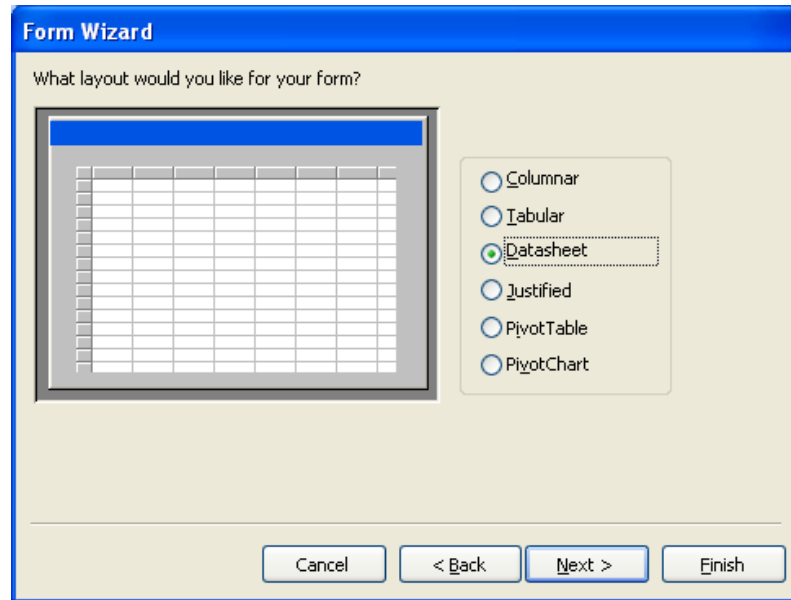 Form Wizard
What layout would you like for your form?
Columnar
Tabular
Datasheet
Justified
PivotTable
PivotChart
Cancel
< Back
Next >
Finish